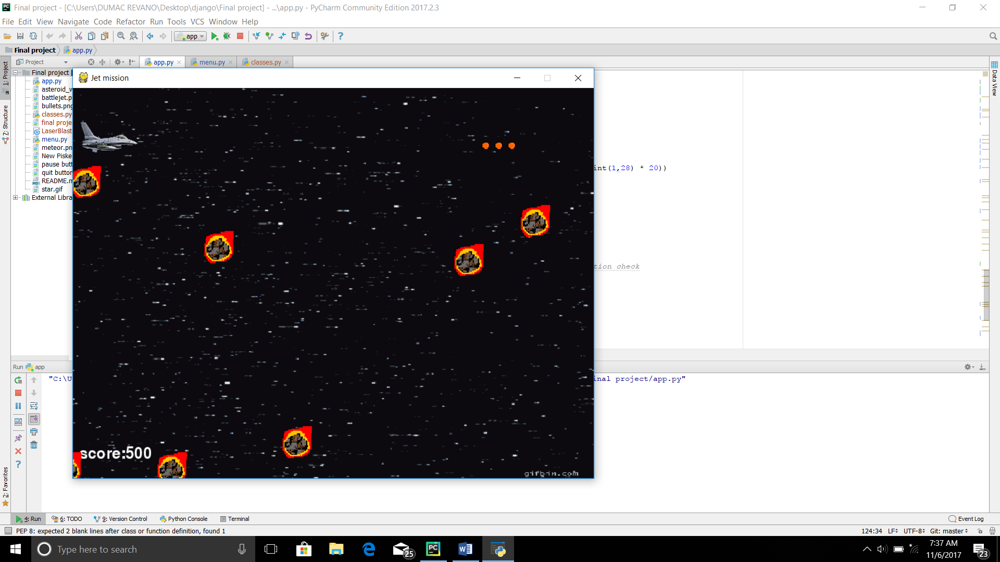 Final project - [C:\Users\DUMAC REVANO\Desktop\django\Final project] - ...\app.py - PyCharm Community Edition 2017.2.3
File Edit View Navigate Code Refactor Run Tools VCS Window Help
app
Final project app.py
Project app.py menu.py classes.py
1: Project
Z: Structure
2: Favorites
Data View
Final project
app.py
asteroid_v
battlejet.p
bullets.png
classes.py
final proje
LaserBlast
menu.py
meteor.pn
New Piske
pause butt
quit button
README.m
star.gif
External Libra
Jet mission
int(1,28) * 20))
tion check
score:500
gifbin.com
Run app
"C:\U
inal project/app.py"
4: Run 6: TODO 9: Version Control Python Console Terminal Event Log
PEP 8: expected 2 blank lines after class or function definition, found 1 124:34 LF UTF-8 Git: master
Type here to search
25
7:37 AM
11/6/2017
23